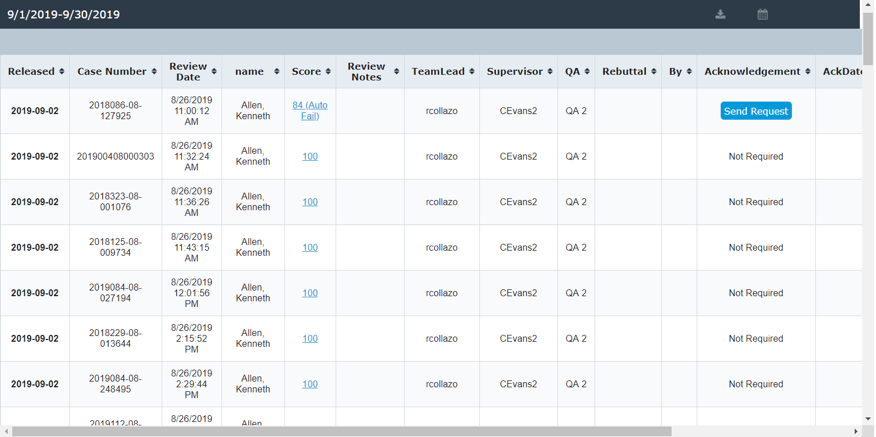 9/1/2019-9/30/2019
Released Case Number Review Date name Score Review Notes TeamLead Supervisor QA Rebuttal By Acknowledgement AckDate
2019-09-02 2018086-08-127925 8/26/2019 11:00:12 AM Allen, Kenneth 84 (Auto Fail) rcollazo CEvans2 QA 2 Send Request
2019-09-02 201900408000303 8/26/2019 11:32:24 AM Allen, Kenneth 100 rcollazo CEvans2 QA 2 Not Required
2019-09-02 2018323-08-001076 8/26/2019 11:36:26 AM Allen, Kenneth 100 rcollazo CEvans2 QA 2 Not Required
2019-09-02 2018125-08-009734 8/26/2019 11:43:15 AM Allen, Kenneth 100 rcollazo CEvans2 QA 2 Not Required
2019-09-02 2019084-08-027194 8/26/2019 12:01:56 PM Allen, Kenneth 100 rcollazo CEvans2 QA 2 Not Required
2019-09-02 2018229-08-013644 8/26/2019 2:15:52 PM Allen, Kenneth 100 rcollazo CEvans2 QA 2 Not Required
2019-09-02 2019084-08-248495 8/26/2019 2:29:44 PM Allen, Kenneth 100 rcollazo CEvans2 QA 2 Not Required
2019112-08- 8/26/2019 Allen,